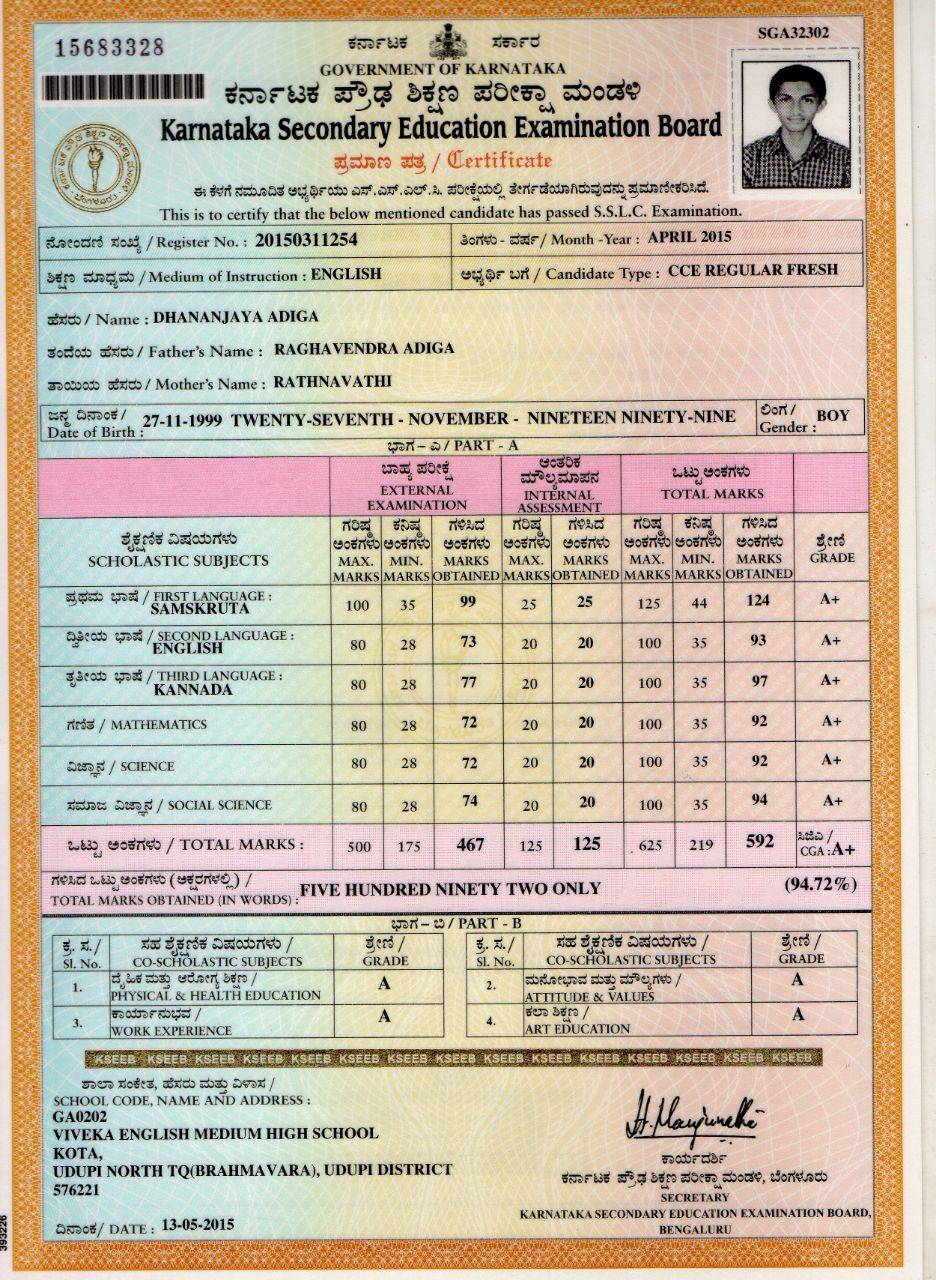 15683328
ಕರ್ನಾಟಕ ಸರ್ಕಾರ
SGA32302
GOVERNMENT OF KARNATAKA
ಕರ್ನಾಟಕ ಪ್ರೌಢ ಶಿಕ್ಷಣ ಪರೀಕ್ಷಾ ಮಂಡಳಿ
Karnataka Secondary Education Examination Board
ಪ್ರಮಾಣ ಪತ್ರ / Certificate
ಈ ಕೆಳಗೆ ನಮೂದಿತ ಅಭ್ಯರ್ಥಿಯು ಎಸ್.ಎಸ್.ಎಲ್.ಸಿ. ಪರೀಕ್ಷೆಯಲ್ಲಿ ತೇರ್ಗಡೆಯಾಗಿರುವುದನ್ನು ಪ್ರಮಾಣೀಕರಿಸಿದೆ.
This is to certify that the below mentioned candidate has passed S.S.L.C. Examination.
ನೋಂದಣಿ ಸಂಖ್ಯೆ / Register No. : 20150311254 ತಿಂಗಳು - ವರ್ಷ / Month -Year : APRIL 2015
ಶಿಕ್ಷಣ ಮಾಧ್ಯಮ / Medium of Instruction : ENGLISH ಅಭ್ಯರ್ಥಿ ಬಗೆ / Candidate Type : CCE REGULAR FRESH
ಹೆಸರು / Name : DHANANJAYA ADIGA
ತಂದೆಯ ಹೆಸರು / Father's Name : RAGHAVENDRA ADIGA
ತಾಯಿಯ ಹೆಸರು / Mother's Name : RATHNAVATHI
ಜನ್ಮ ದಿನಾಂಕ / ಲಿಂಗ /
Date of Birth : 27-11-1999 TWENTY-SEVENTH - NOVEMBER - NINETEEN NINETY-NINE Gender : BOY
ಭಾಗ – ಎ / PART - A
ಬಾಹ್ಯ ಪರೀಕ್ಷೆ ಆಂತರಿಕ ಮೌಲ್ಯಮಾಪನ ಒಟ್ಟು ಅಂಕಗಳು
EXTERNAL EXAMINATION INTERNAL ASSESSMENT TOTAL MARKS
ಶೈಕ್ಷಣಿಕ ವಿಷಯಗಳು ಗರಿಷ್ಠ ಅಂಕಗಳು ಕನಿಷ್ಠ ಅಂಕಗಳು ಗಳಿಸಿದ ಅಂಕಗಳು ಗರಿಷ್ಠ ಅಂಕಗಳು ಗಳಿಸಿದ ಅಂಕಗಳು ಗರಿಷ್ಠ ಅಂಕಗಳು ಕನಿಷ್ಠ ಅಂಕಗಳು ಗಳಿಸಿದ ಅಂಕಗಳು ಶ್ರೇಣಿ
SCHOLASTIC SUBJECTS MAX. MARKS MIN. MARKS MARKS OBTAINED MAX. MARKS MARKS OBTAINED MAX. MARKS MIN. MARKS MARKS OBTAINED GRADE
ಪ್ರಥಮ ಭಾಷೆ / FIRST LANGUAGE :
SAMSKRUTA 100 35 99 25 25 125 44 124 A+
ದ್ವಿತೀಯ ಭಾಷೆ / SECOND LANGUAGE :
ENGLISH 80 28 73 20 20 100 35 93 A+
ತೃತೀಯ ಭಾಷೆ / THIRD LANGUAGE :
KANNADA 80 28 77 20 20 100 35 97 A+
ಗಣಿತ / MATHEMATICS 80 28 72 20 20 100 35 92 A+
ವಿಜ್ಞಾನ / SCIENCE 80 28 72 20 20 100 35 92 A+
ಸಮಾಜ ವಿಜ್ಞಾನ / SOCIAL SCIENCE 80 28 74 20 20 100 35 94 A+
ಒಟ್ಟು ಅಂಕಗಳು / TOTAL MARKS : 500 175 467 125 125 625 219 592 ಸಿಜಿಎ / CGA : A+
ಗಳಿಸಿದ ಒಟ್ಟು ಅಂಕಗಳು (ಅಕ್ಷರಗಳಲ್ಲಿ) /
TOTAL MARKS OBTAINED (IN WORDS) : FIVE HUNDRED NINETY TWO ONLY (94.72%)
ಭಾಗ – ಬಿ / PART - B
ಕ್ರ. ಸ. / ಸಹ ಶೈಕ್ಷಣಿಕ ವಿಷಯಗಳು / ಶ್ರೇಣಿ / ಕ್ರ. ಸ. / ಸಹ ಶೈಕ್ಷಣಿಕ ವಿಷಯಗಳು / ಶ್ರೇಣಿ /
Sl. No. CO-SCHOLASTIC SUBJECTS GRADE Sl. No. CO-SCHOLASTIC SUBJECTS GRADE
1. ದೈಹಿಕ ಮತ್ತು ಆರೋಗ್ಯ ಶಿಕ್ಷಣ / PHYSICAL & HEALTH EDUCATION A 2. ಮನೋಭಾವ ಮತ್ತು ಮೌಲ್ಯಗಳು / ATTITUDE & VALUES A
3. ಕಾರ್ಯಾನುಭವ / WORK EXPERIENCE A 4. ಕಲಾ ಶಿಕ್ಷಣ / ART EDUCATION A
KSEEB KSEEB KSEEB KSEEB KSEEB KSEEB KSEEB KSEEB KSEEB KSEEB KSEEB KSEEB KSEEB KSEEB KSEEB
ಶಾಲಾ ಸಂಕೇತ, ಹೆಸರು ಮತ್ತು ವಿಳಾಸ /
SCHOOL CODE, NAME AND ADDRESS :
GA0202
VIVEKA ENGLISH MEDIUM HIGH SCHOOL
KOTA,
UDUPI NORTH TQ(BRAHMAVARA), UDUPI DISTRICT
576221
ದಿನಾಂಕ/ DATE : 13-05-2015
H. Manjunatha
ಕಾರ್ಯದರ್ಶಿ
ಕರ್ನಾಟಕ ಪ್ರೌಢ ಶಿಕ್ಷಣ ಪರೀಕ್ಷಾ ಮಂಡಳಿ, ಬೆಂಗಳೂರು
SECRETARY
KARNATAKA SECONDARY EDUCATION EXAMINATION BOARD,
BENGALURU
393226